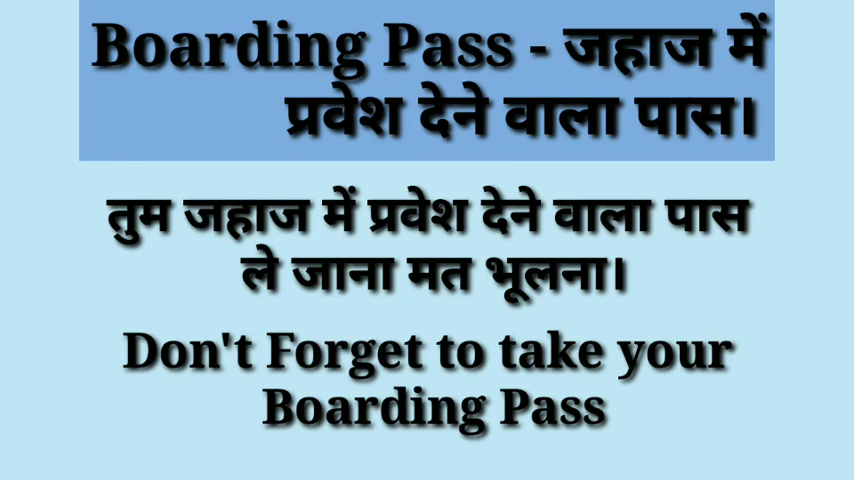 Boarding Pass - जहाज में
प्रवेश देने वाला पास।
तुम जहाज में प्रवेश देने वाला पास
ले जाना मत भूलना।
Don't Forget to take your
Boarding Pass